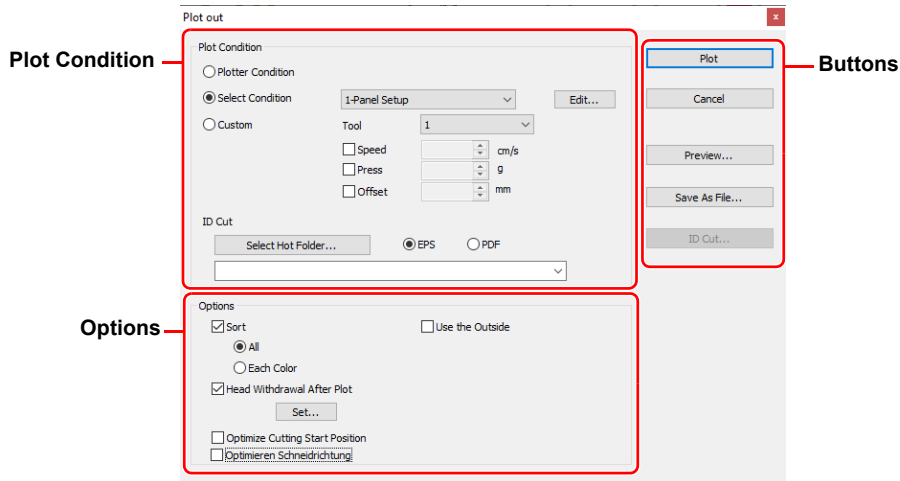 Plot out
x
Plot Condition
Plot Condition
Plotter Condition
Select Condition 1-Panel Setup Edit...
Custom Tool 1
Speed cm/s
Press g
Offset mm
ID Cut
Select Hot Folder... EPS PDF
Options
Options
Sort Use the Outside
All
Each Color
Head Withdrawal After Plot
Set...
Optimize Cutting Start Position
Optimieren Schneidrichtung
Buttons
Plot
Cancel
Preview...
Save As File...
ID Cut...